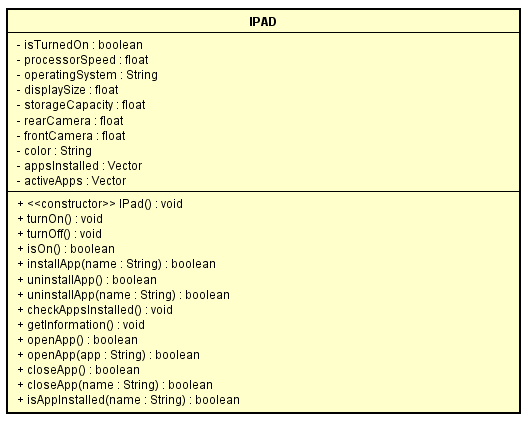 IPAD
- isTurnedOn : boolean
- processorSpeed : float
- operatingSystem : String
- displaySize : float
- storageCapacity : float
- rearCamera : float
- frontCamera : float
- color : String
- appsInstalled : Vector
- activeApps : Vector
+ <<constructor>> IPad() : void
+ turnOn() : void
+ turnOff() : void
+ isOn() : boolean
+ installApp(name : String) : boolean
+ uninstallApp() : boolean
+ uninstallApp(name : String) : boolean
+ checkAppsInstalled() : void
+ getInformation() : void
+ openApp() : boolean
+ openApp(app : String) : boolean
+ closeApp() : boolean
+ closeApp(name : String) : boolean
+ isAppInstalled(name : String) : boolean